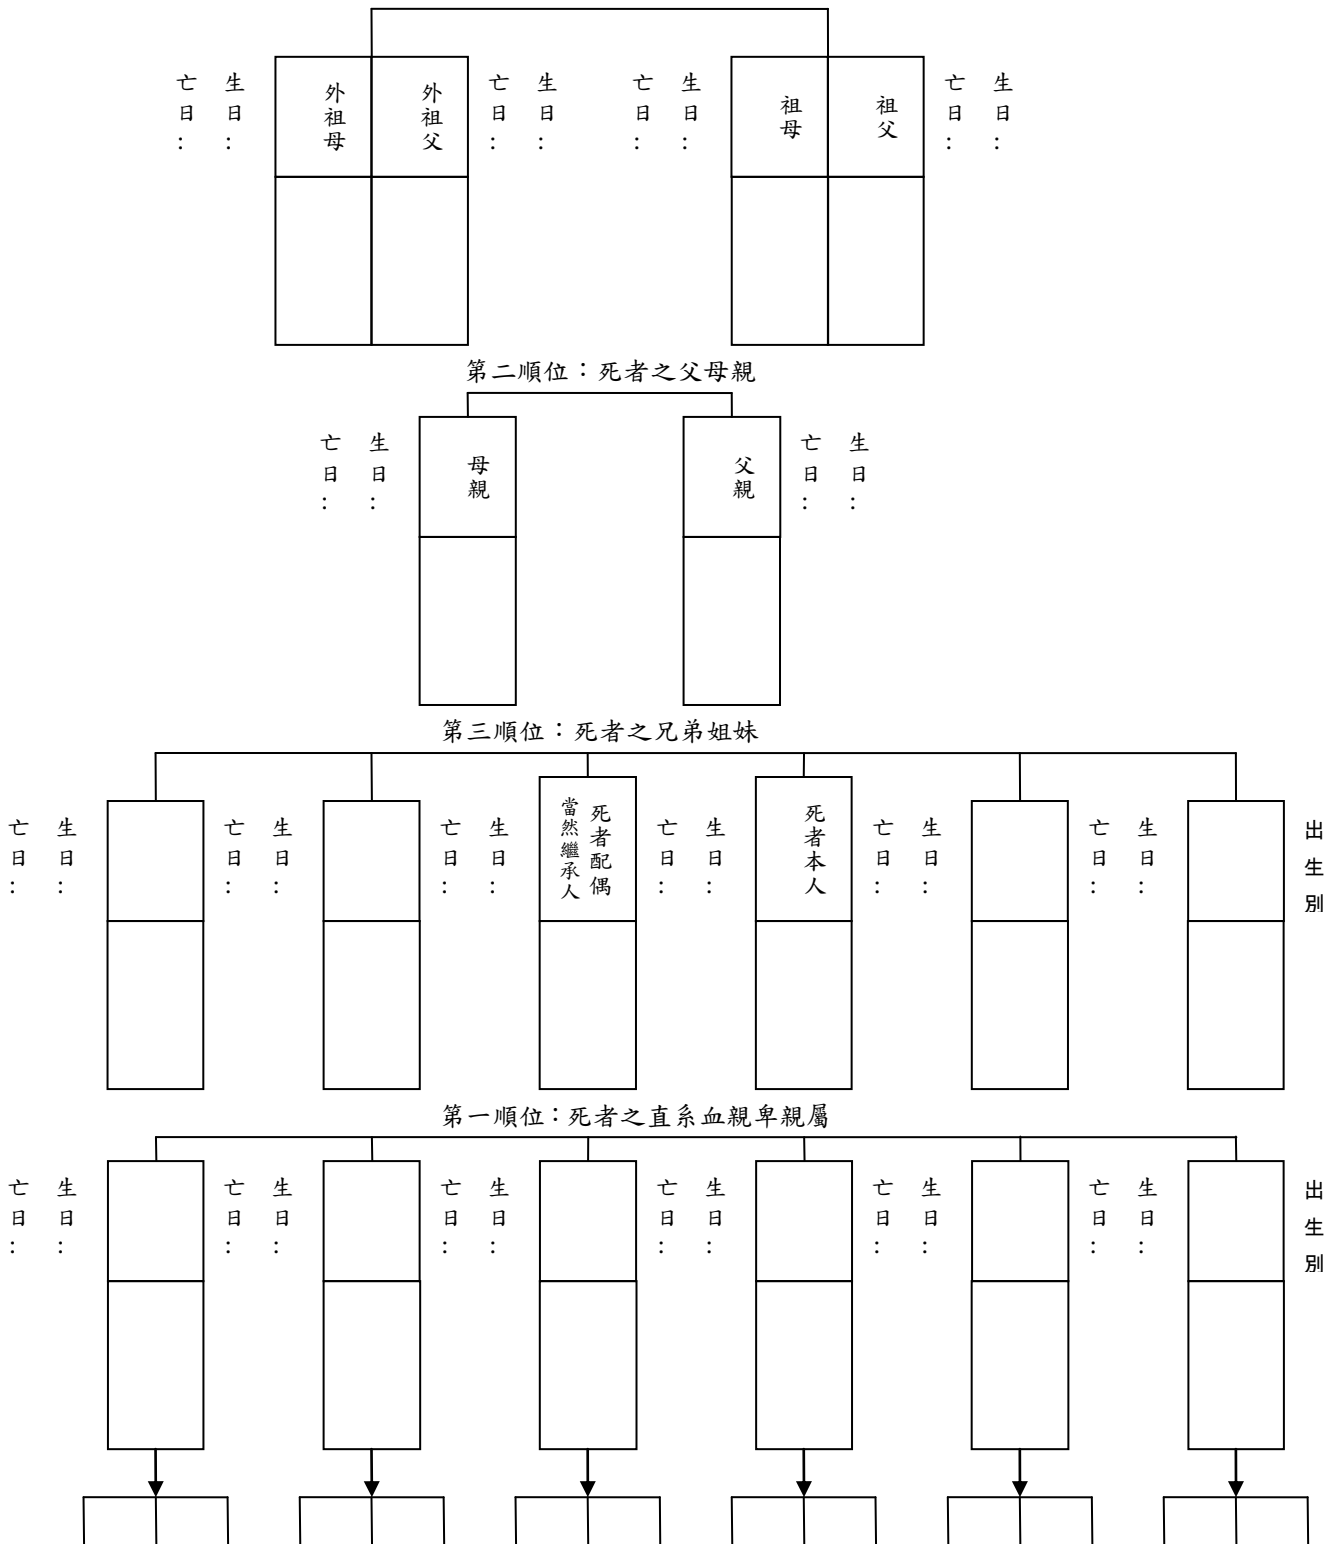 祖父
生日：
亡日：
祖母
生日：
亡日：
外祖父
生日：
亡日：
外祖母
生日：
亡日：
第二順位：死者之父母親
父親
生日：
亡日：
母親
生日：
亡日：
第三順位：死者之兄弟姐妹
出生別
生日：
亡日：
生日：
亡日：
死者本人
生日：
亡日：
死者配偶
當然繼承人
生日：
亡日：
生日：
亡日：
生日：
亡日：
第一順位：死者之直系血親卑親屬
出生別
生日：
亡日：
生日：
亡日：
生日：
亡日：
生日：
亡日：
生日：
亡日：
生日：
亡日：